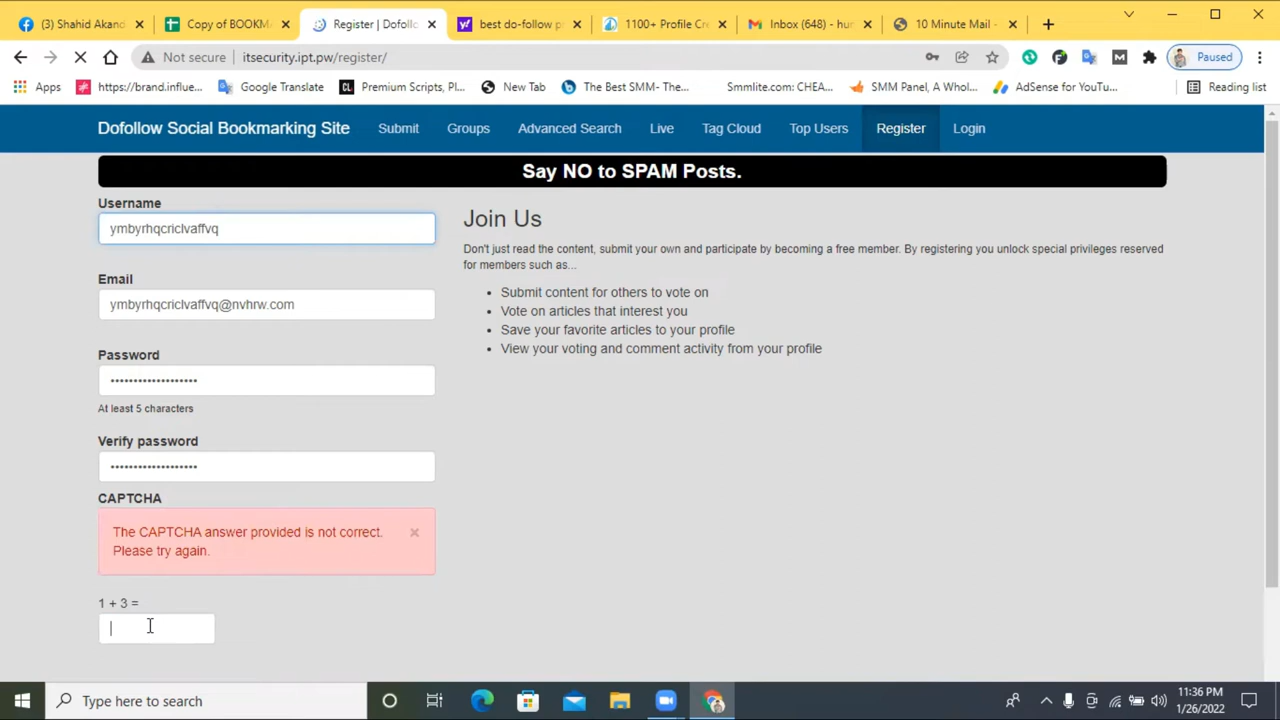 (3) Shahid Akand
Copy of BOOKM
Register | Dofollo
best do-follow p
1100+ Profile Cre
Inbox (648) - hu
10 Minute Mail -
Not secure
itsecurity.ipt.pw/register/
Paused
Apps
https://brand.influe...
Google Translate
Premium Scripts, Pl...
New Tab
The Best SMM- The...
Smmlite.com: CHEA...
SMM Panel, A Whol...
AdSense for YouTu...
Reading list
Dofollow Social Bookmarking Site
Submit
Groups
Advanced Search
Live
Tag Cloud
Top Users
Register
Login
Say NO to SPAM Posts.
Username
ymbyrhqcriclvaffvq
Email
ymbyrhqcriclvaffvq@nvhrw.com
Password
At least 5 characters
Verify password
CAPTCHA
The CAPTCHA answer provided is not correct.
Please try again.
1 + 3 =
Join Us
Don't just read the content, submit your own and participate by becoming a free member. By registering you unlock special privileges reserved
for members such as...
Submit content for others to vote on
Vote on articles that interest you
Save your favorite articles to your profile
View your voting and comment activity from your profile
Type here to search
11:36 PM
1/26/2022